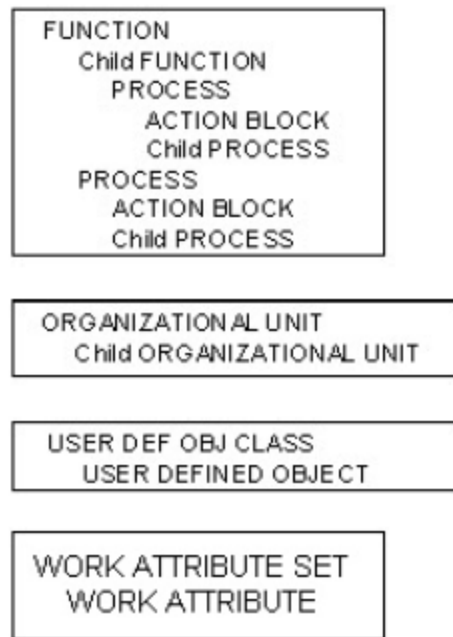 FUNCTION
Child FUNCTION
PROCESS
ACTION BLOCK
Child PROCESS
PROCESS
ACTION BLOCK
Child PROCESS
ORGANIZATIONAL UNIT
Child ORGANIZATIONAL UNIT
USER DEF OBJ CLASS
USER DEFINED OBJECT
WORK ATTRIBUTE SET
WORK ATTRIBUTE